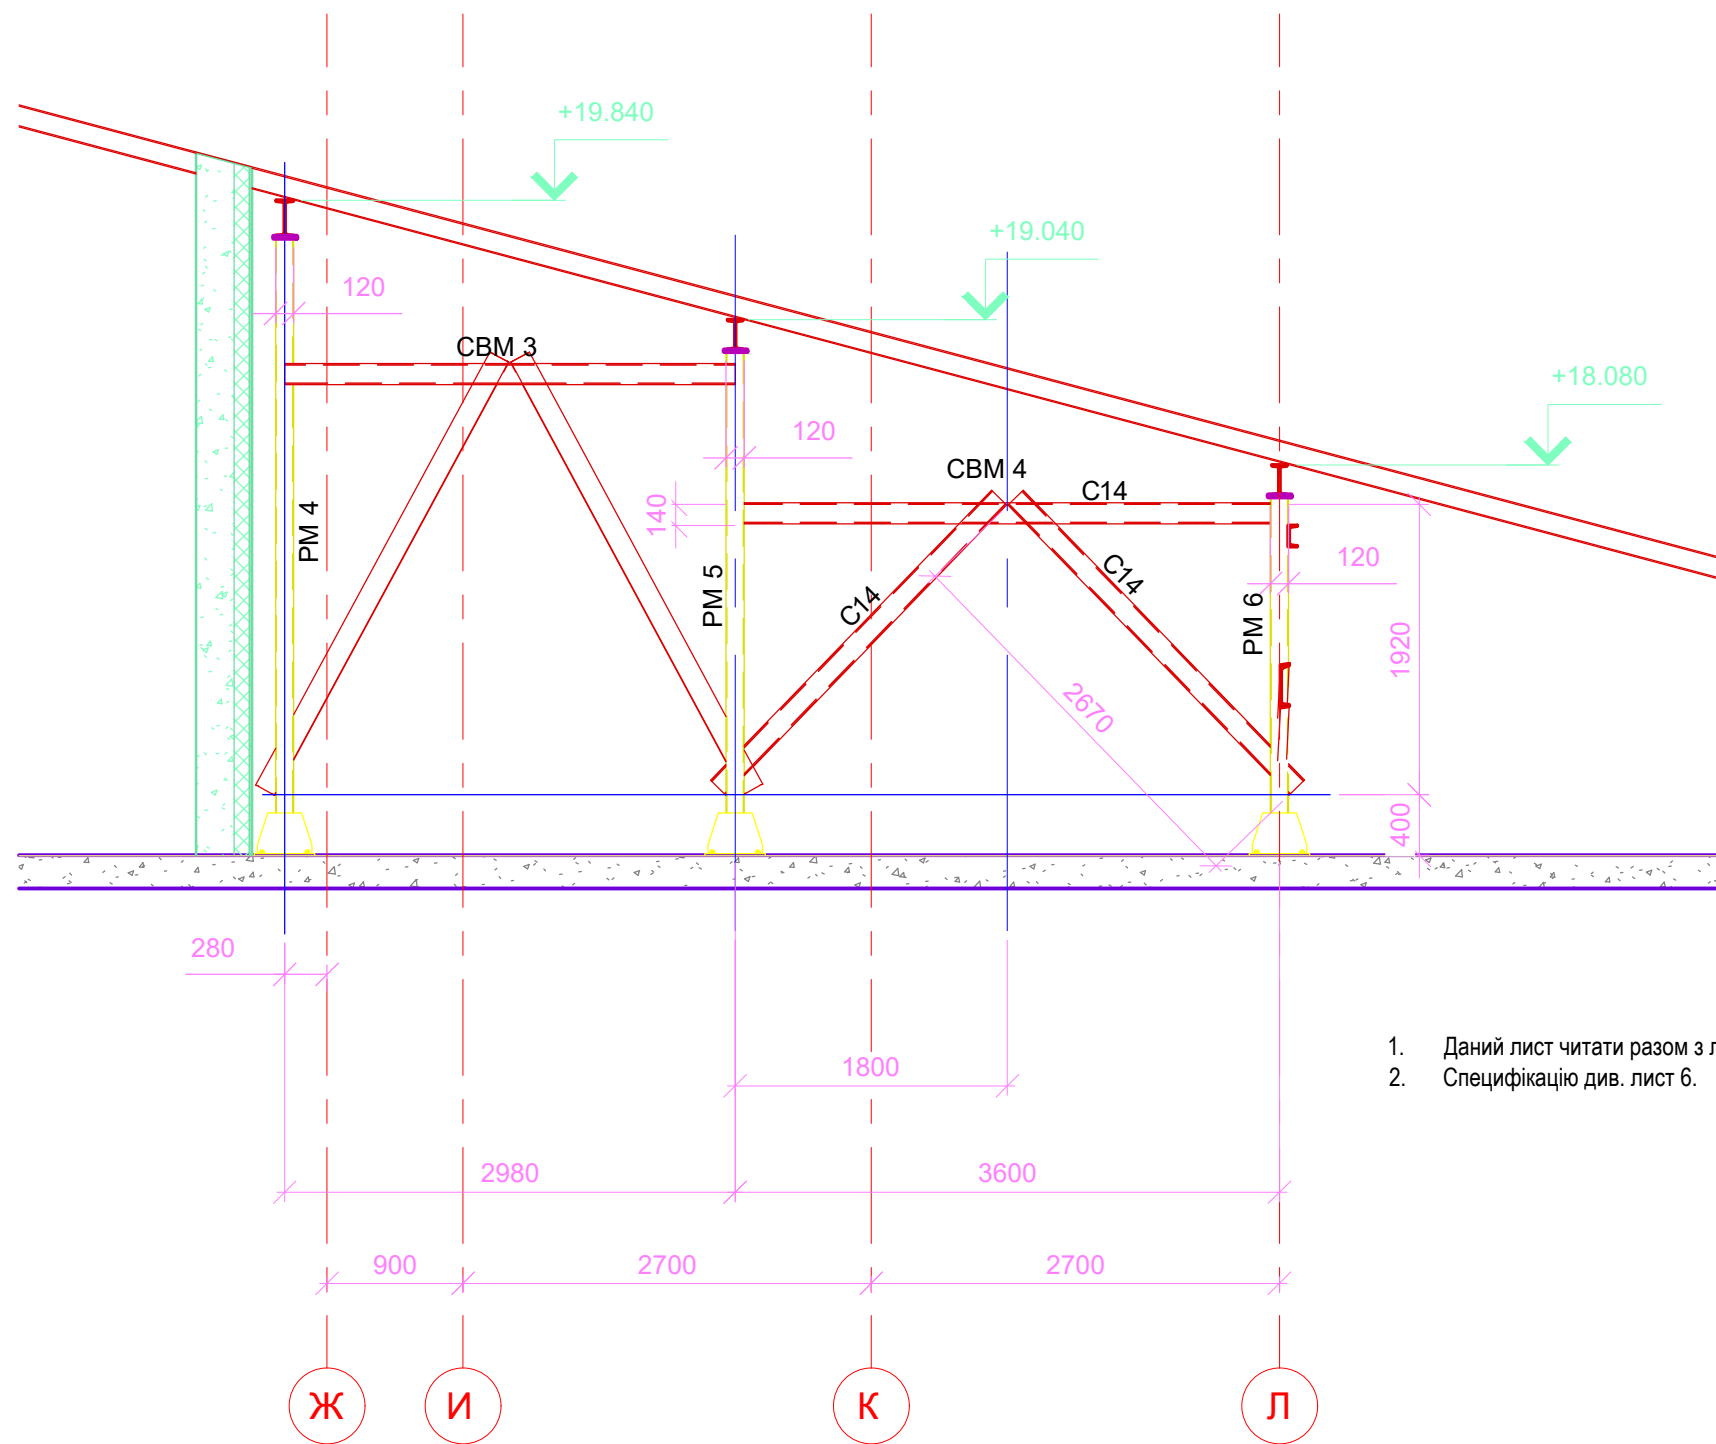 +19.840
+19.040
120
СВМ 3
+18.080
120
СВМ 4
С14
140
РМ 4
120
С14
РМ 5
С14
РМ 6
1920
2670
400
280
1. Даний лист читати разом з л
1800
2. Специфікацію див. лист 6.
2980
3600
900
2700
2700
Ж
И
К
Л